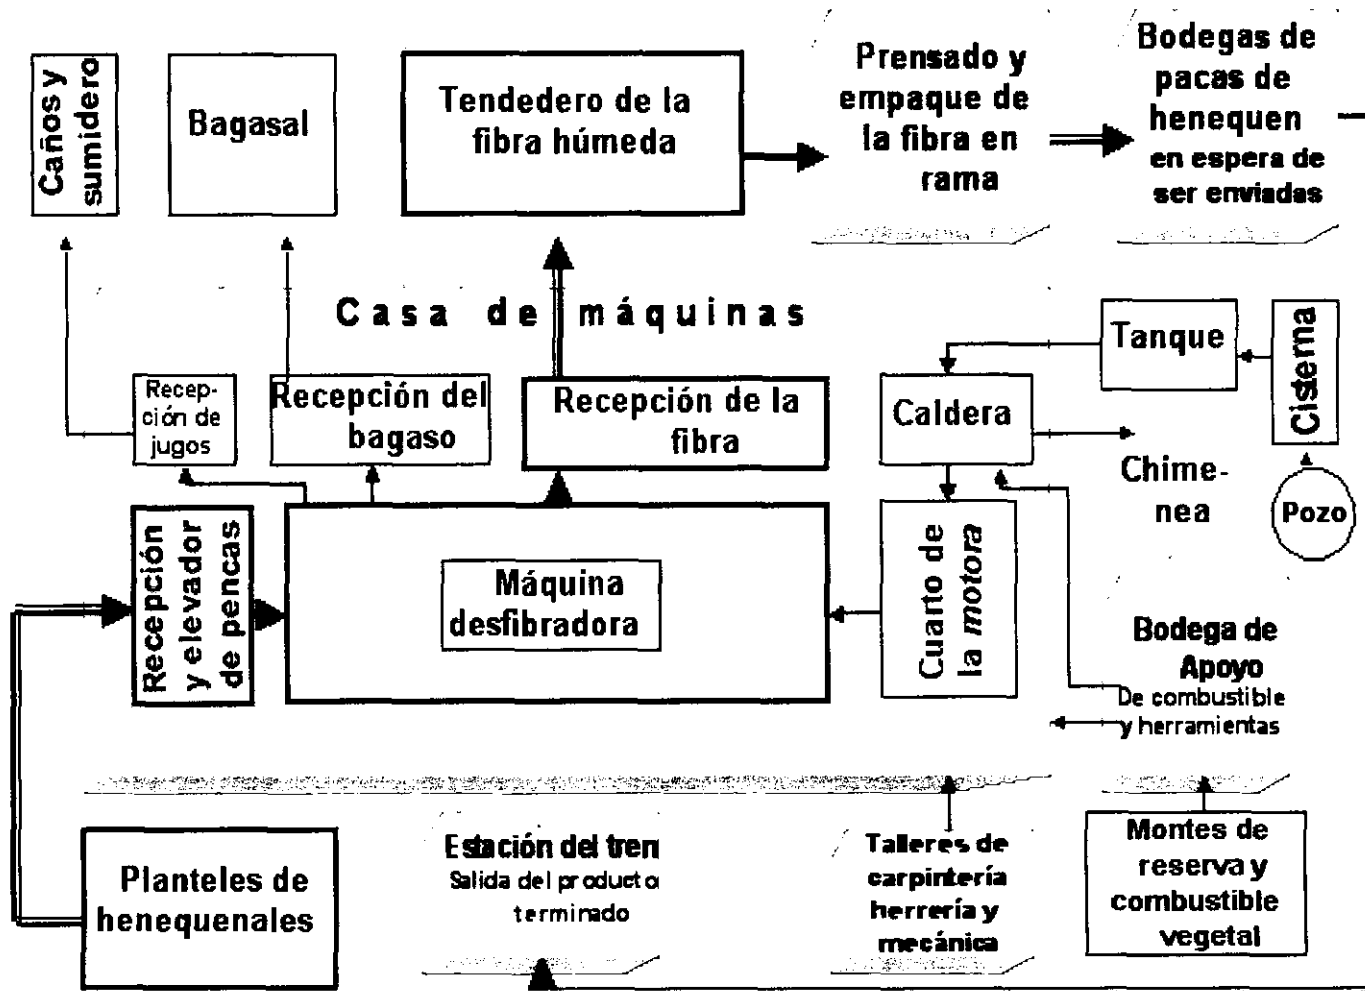 Caños y
sumidero
Bagasal
Tendedero de la
fibra húmeda
Prensado y
empaque de
la fibra en
rama
Bodegas de
pacas de
henequen
en espera de
ser enviadas
Casa de máquinas
Recep-
ción de
jugos
Recepción del
bagaso
Recepción de la
fibra
Caldera
Tanque
Cisterna
Chime-
nea
Pozo
Recepción
y elevador
de pencas
Máquina
desfibradora
Cuarto de
la motora
Bodega de
Apoyo
De combustible
y herramientas
Planteles de
henequenales
Estación del tren
Salida del producto
terminado
Talleres de
carpintería
herrería y
mecánica
Montes de
reserva y
combustible
vegetal